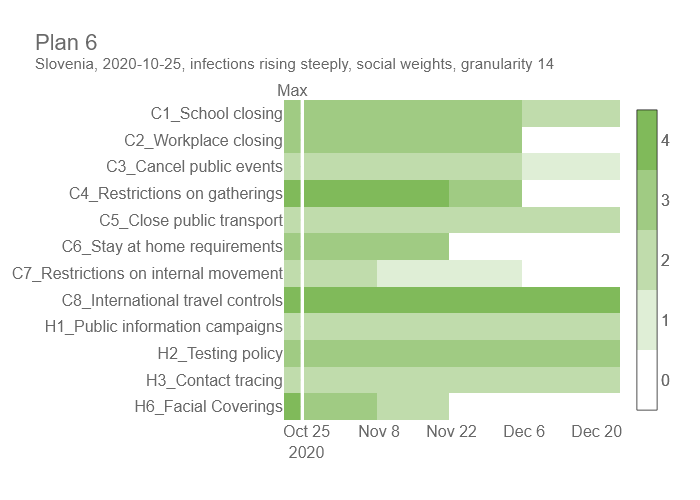 Plan 6
Slovenia, 2020-10-25, infections rising steeply, social weights, granularity 14
Max
C1_School closing
C2_Workplace closing
C3_Cancel public events
C4_Restrictions on gatherings
C5_Close public transport
C6_Stay at home requirements
C7_Restrictions on internal movement
C8_International travel controls
H1_Public information campaigns
H2_Testing policy
H3_Contact tracing
H6_Facial Coverings
Oct 25 Nov 8 Nov 22 Dec 6 Dec 20
2020
4
3
2
1
0